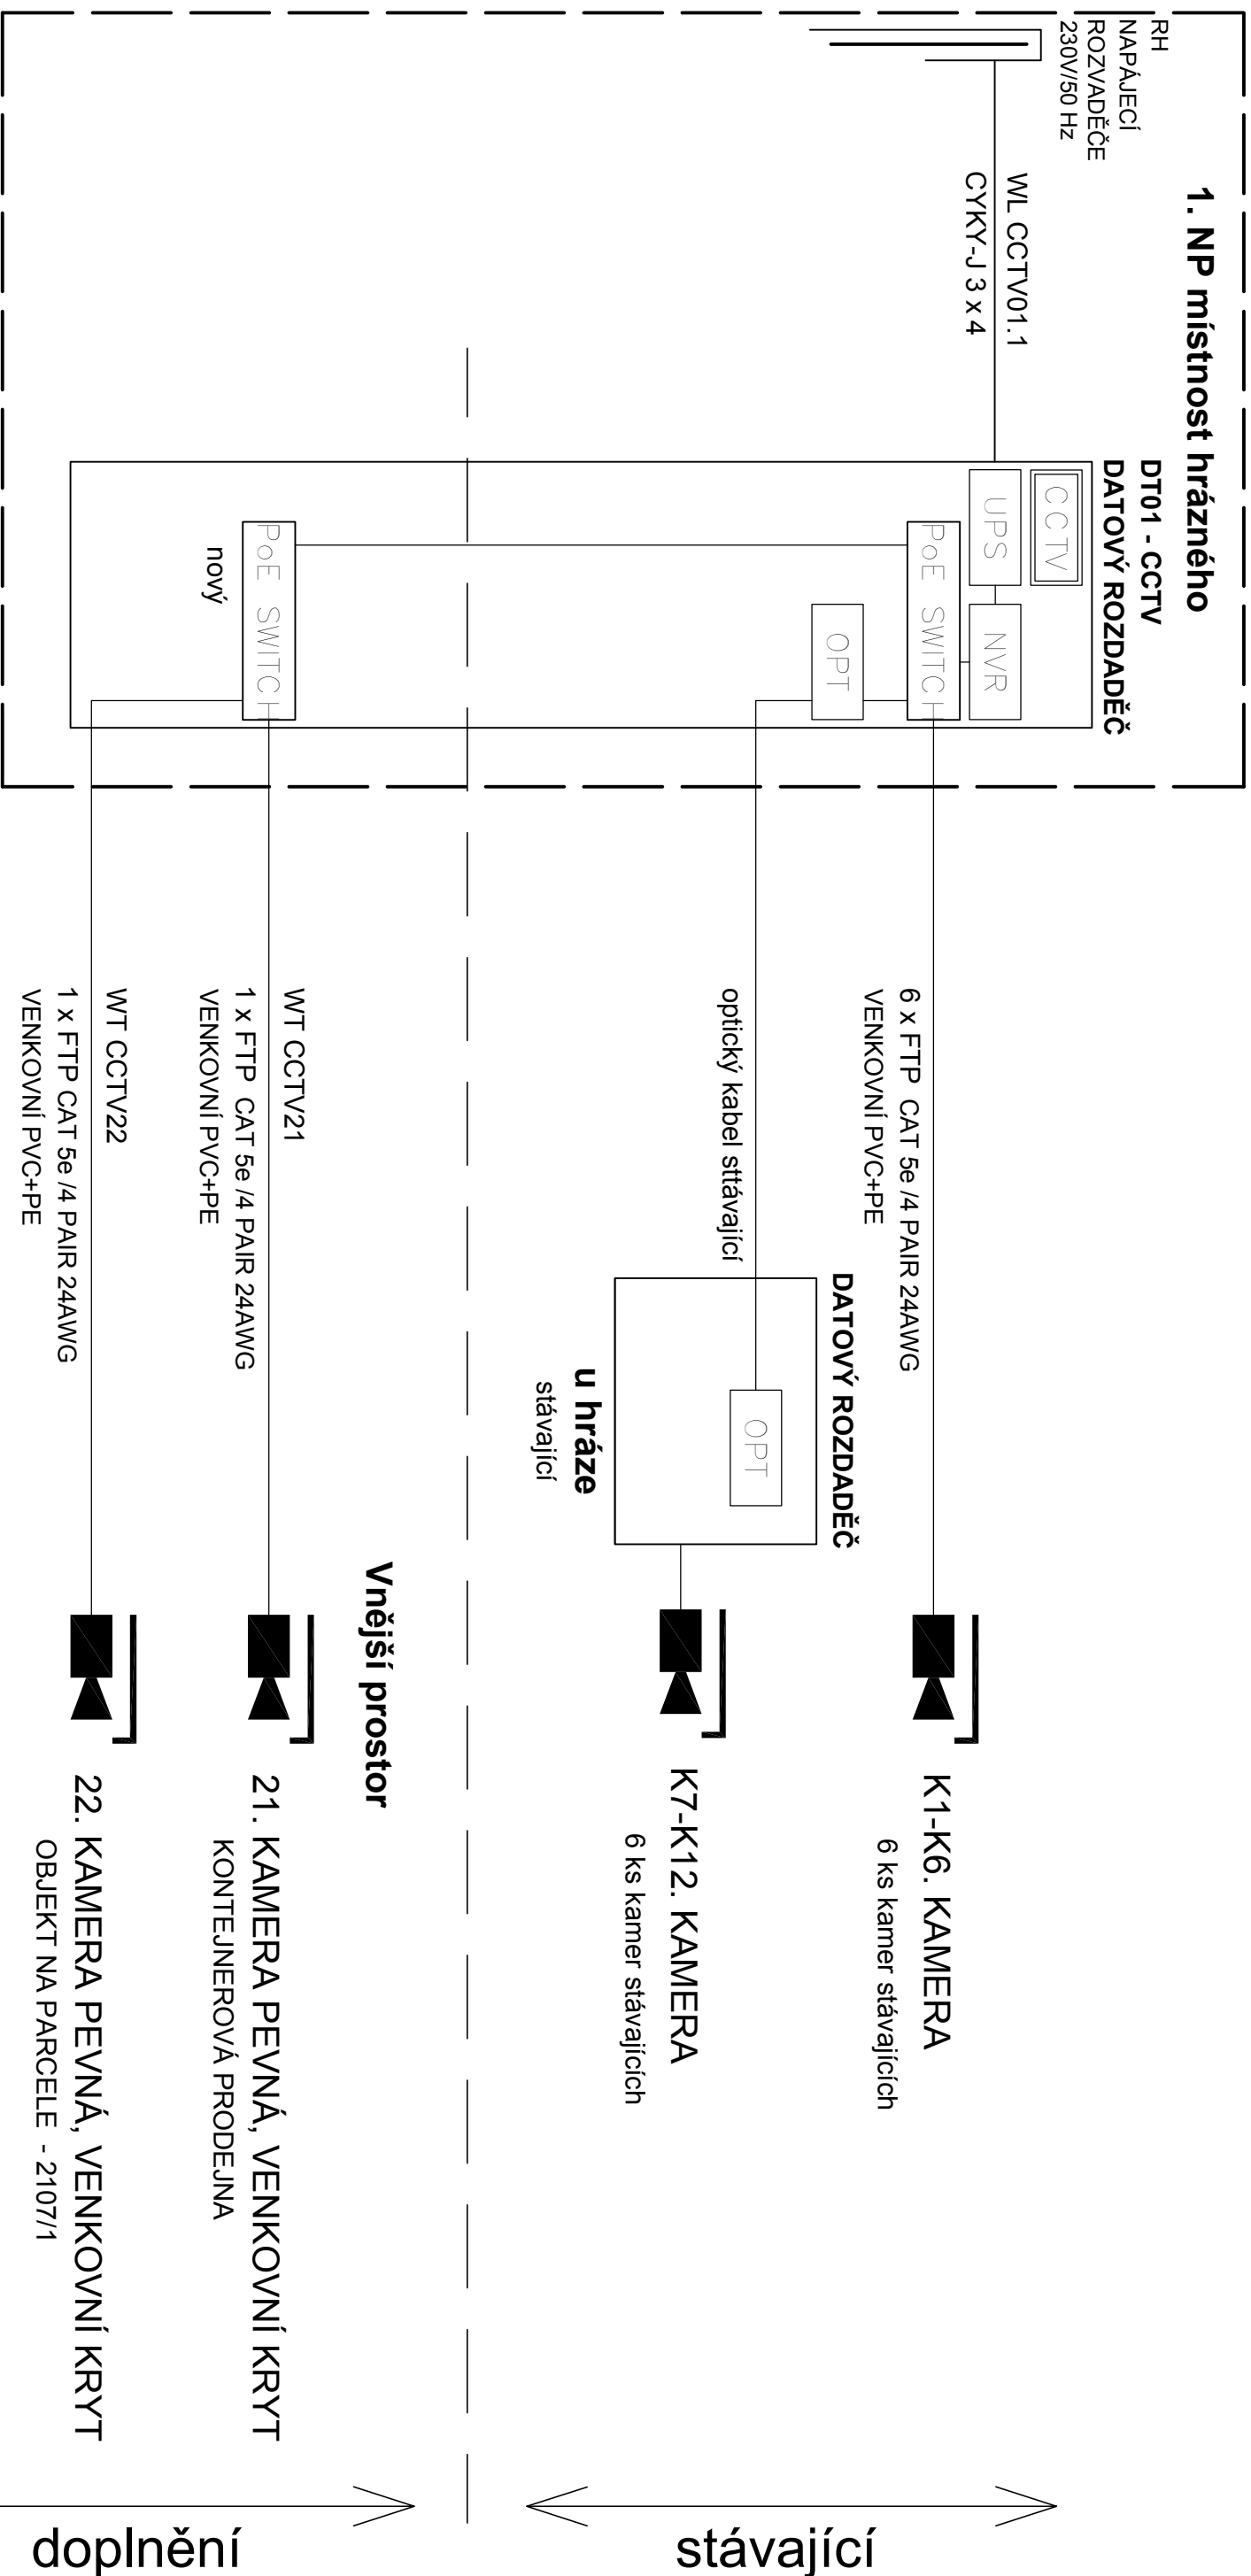 1. NP místnost hrázného
RH
NAPÁJECÍ
ROZVADĚČE
230V/50 Hz
WL CCTV01.1
CYKY-J 3 x 4
DT01 - CCTV
DATOVÝ ROZDADĚČ
CCTV
UPS
NVR
PoE SWITCH
OPT
6 x FTP  CAT 5e /4 PAIR 24AWG
VENKOVNÍ PVC+PE
K1-K6. KAMERA
6 ks kamer stávajících
optický kabel sttávající
DATOVÝ ROZDADĚČ
OPT
u hráze
stávající
K7-K12. KAMERA
6 ks kamer stávajících
stávající
Vnější prostor
PoE SWITCH
nový
WT CCTV21
1 x FTP  CAT 5e /4 PAIR 24AWG
VENKOVNÍ PVC+PE
21. KAMERA PEVNÁ, VENKOVNÍ KRYT
KONTEJNEROVÁ PRODEJNA
WT CCTV22
1 x FTP CAT 5e /4 PAIR 24AWG
VENKOVNÍ PVC+PE
22. KAMERA PEVNÁ, VENKOVNÍ KRYT
OBJEKT NA PARCELE  - 2107/1
doplnění